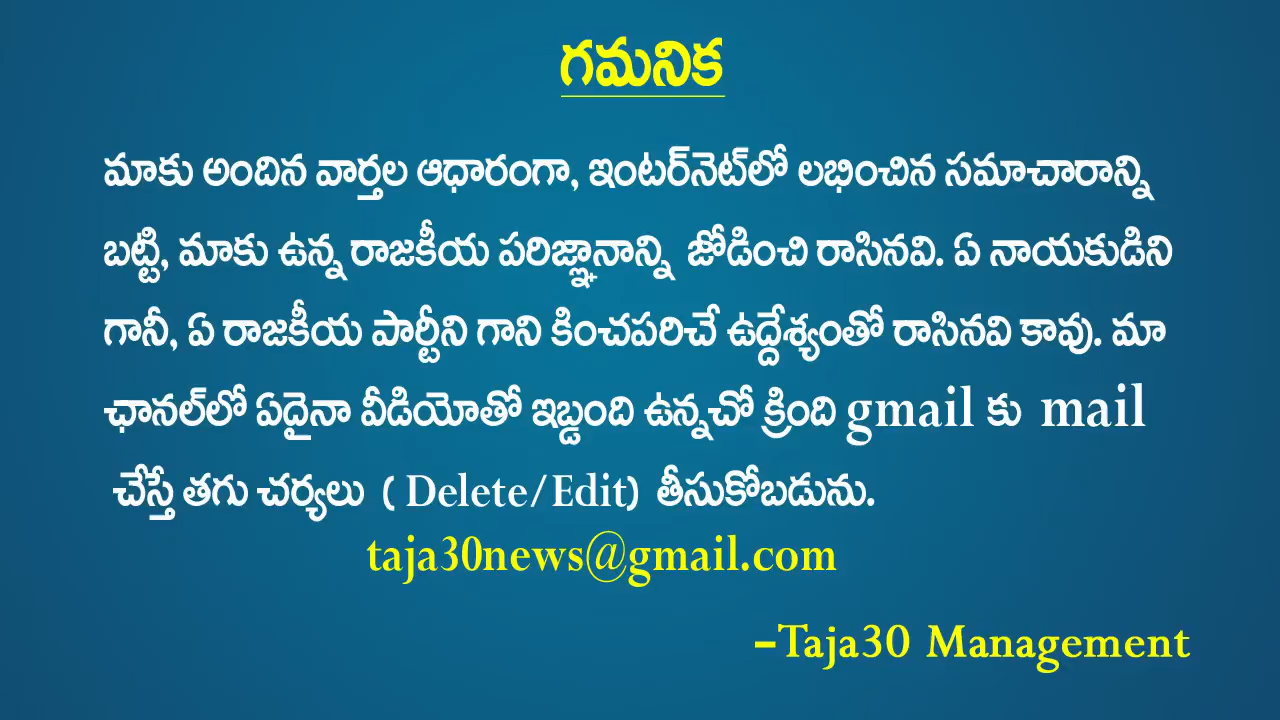 గమనిక
మాకు అందిన వార్తల ఆధారంగా, ఇంటర్‌నెట్‌లో లభించిన సమాచారాన్ని
బట్టి, మాకు ఉన్న రాజకీయ పరిజ్ఞానాన్ని జోడించి రాసినవి. ఏ నాయకుడిని
గానీ, ఏ రాజకీయ పార్టీని గాని కించపరిచే ఉద్దేశ్యంతో రాసినవి కావు. మా
ఛానల్‌లో ఏదైనా వీడియోతో ఇబ్డంది ఉన్నచో క్రింది gmail కు mail
చేస్తే తగు చర్యలు ( Delete/Edit) తీసుకోబడును.
taja30news@gmail.com
-Taja30 Management